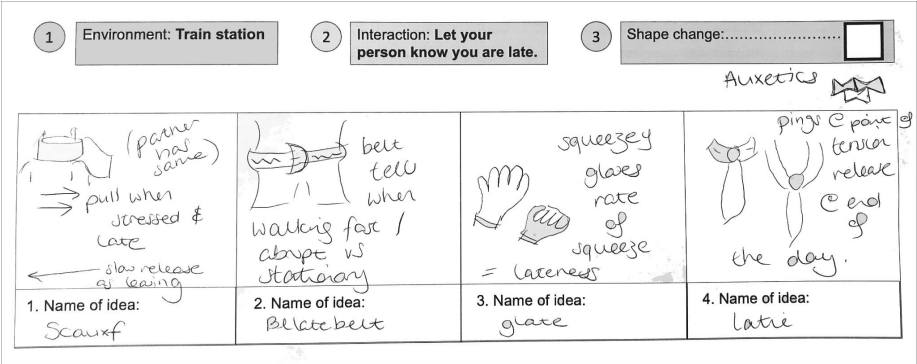 1
Environment: Train station
2
Interaction: Let your
person know you are late.
3
Shape change:.......................
Auxetics
(partner
has
same)
pull when
stressed &
late
slow release
as leaving
1. Name of idea:
Scauxf
belt
tells
when
walking fast /
abrupt vs
stationary
2. Name of idea:
Belatebelt
squeezey
gloves
rate
of
squeeze
= lateness
3. Name of idea:
glate
pings @ point of
tension
release
@ end
of
the day.
4. Name of idea:
latie